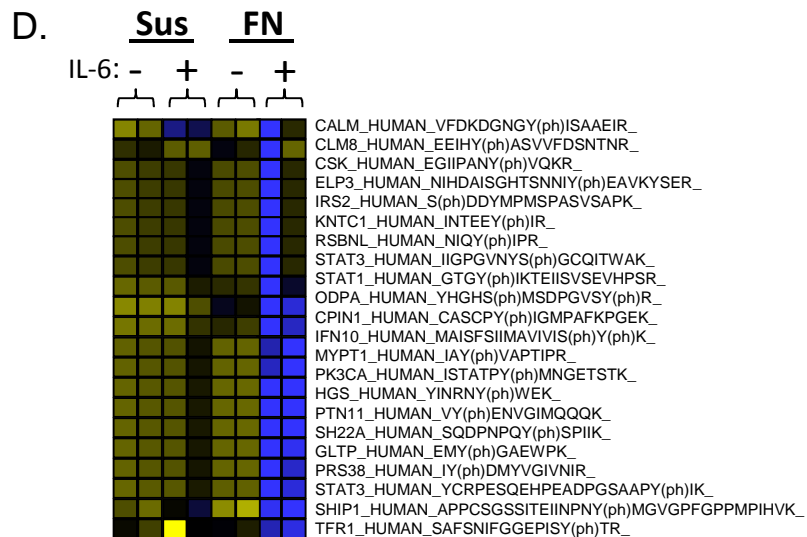 D.
Sus FN
IL-6: - + - +
CALM_HUMAN_VFDKDGNGY(ph)ISAAEIR_
CLM8_HUMAN_EEIHY(ph)ASVVFDSNTNR_
CSK_HUMAN_EGIIPANY(ph)VQKR_
ELP3_HUMAN_NIHDAISGHTSNNIY(ph)EAVKYSER_
IRS2_HUMAN_S(ph)DDYMPMSPASVSAPK_
KNTC1_HUMAN_INTEEY(ph)IR_
RSBNL_HUMAN_NIQY(ph)IPR_
STAT3_HUMAN_IIGPGVNYS(ph)GCQITWAK_
STAT1_HUMAN_GTGY(ph)IKTEIISVSEVHPSR_
ODPA_HUMAN_YHGHS(ph)MSDPGVSY(ph)R_
CPIN1_HUMAN_CASCPY(ph)IGMPAFKPGEK_
IFN10_HUMAN_MAISFSIIMAVIVIS(ph)Y(ph)K_
MYPT1_HUMAN_IAY(ph)VAPTIPR_
PK3CA_HUMAN_ISTATPY(ph)MNGETSTK_
HGS_HUMAN_YINRNY(ph)WEK_
PTN11_HUMAN_VY(ph)ENVGIMQQQK_
SH22A_HUMAN_SQDPNPQY(ph)SPIIK_
GLTP_HUMAN_EMY(ph)GAEWPK_
PRS38_HUMAN_IY(ph)DMYVGIVNIR_
STAT3_HUMAN_YCRPESQEHPEADPGSAAPY(ph)IK_
SHIP1_HUMAN_APPCSGSSITEIINPNY(ph)MGVGPFGPPMPIHVK_
TFR1_HUMAN_SAFSNIFGGEPISY(ph)TR_